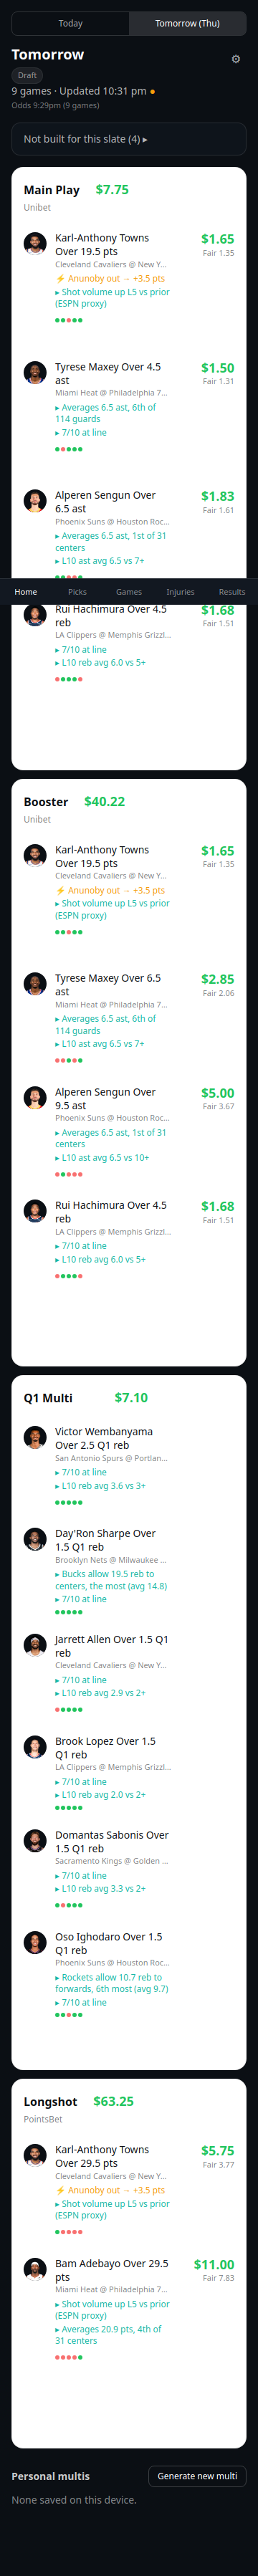 Today Tomorrow (Thu)
Tomorrow
Draft
9 games · Updated 10:31 pm
Odds 9:29pm (9 games)
Not built for this slate (4) ▸
Main Play $7.75
Unibet
Karl-Anthony Towns $1.65
Over 19.5 pts Fair 1.35
Cleveland Cavaliers @ New Y...
⚡ Anunoby out → +3.5 pts
▸ Shot volume up L5 vs prior
(ESPN proxy)
Tyrese Maxey Over 4.5 $1.50
ast Fair 1.31
Miami Heat @ Philadelphia 7...
▸ Averages 6.5 ast, 6th of
114 guards
▸ 7/10 at line
Alperen Sengun Over $1.83
6.5 ast Fair 1.61
Phoenix Suns @ Houston Roc...
▸ Averages 6.5 ast, 1st of 31
centers
▸ L10 ast avg 6.5 vs 7+
Home Picks Games Injuries Results
Rui Hachimura Over 4.5 $1.68
reb Fair 1.51
LA Clippers @ Memphis Grizzl...
▸ 7/10 at line
▸ L10 reb avg 6.0 vs 5+
Booster $40.22
Unibet
Karl-Anthony Towns $1.65
Over 19.5 pts Fair 1.35
Cleveland Cavaliers @ New Y...
⚡ Anunoby out → +3.5 pts
▸ Shot volume up L5 vs prior
(ESPN proxy)
Tyrese Maxey Over 6.5 $2.85
ast Fair 2.06
Miami Heat @ Philadelphia 7...
▸ Averages 6.5 ast, 6th of
114 guards
▸ L10 ast avg 6.5 vs 7+
Alperen Sengun Over $5.00
9.5 ast Fair 3.67
Phoenix Suns @ Houston Roc...
▸ Averages 6.5 ast, 1st of 31
centers
▸ L10 ast avg 6.5 vs 10+
Rui Hachimura Over 4.5 $1.68
reb Fair 1.51
LA Clippers @ Memphis Grizzl...
▸ 7/10 at line
▸ L10 reb avg 6.0 vs 5+
Q1 Multi $7.10
Victor Wembanyama
Over 2.5 Q1 reb
San Antonio Spurs @ Portlan...
▸ 7/10 at line
▸ L10 reb avg 3.6 vs 3+
Day'Ron Sharpe Over
1.5 Q1 reb
Brooklyn Nets @ Milwaukee ...
▸ Bucks allow 19.5 reb to
centers, the most (avg 14.8)
▸ 7/10 at line
Jarrett Allen Over 1.5 Q1
reb
Cleveland Cavaliers @ New Y...
▸ 7/10 at line
▸ L10 reb avg 2.9 vs 2+
Brook Lopez Over 1.5
Q1 reb
LA Clippers @ Memphis Grizzl...
▸ 7/10 at line
▸ L10 reb avg 2.0 vs 2+
Domantas Sabonis Over
1.5 Q1 reb
Sacramento Kings @ Golden ...
▸ 7/10 at line
▸ L10 reb avg 3.3 vs 2+
Oso Ighodaro Over 1.5
Q1 reb
Phoenix Suns @ Houston Roc...
▸ Rockets allow 10.7 reb to
forwards, 6th most (avg 9.7)
▸ 7/10 at line
Longshot $63.25
PointsBet
Karl-Anthony Towns $5.75
Over 29.5 pts Fair 3.77
Cleveland Cavaliers @ New Y...
⚡ Anunoby out → +3.5 pts
▸ Shot volume up L5 vs prior
(ESPN proxy)
Bam Adebayo Over 29.5 $11.00
pts Fair 7.83
Miami Heat @ Philadelphia 7...
▸ Shot volume up L5 vs prior
(ESPN proxy)
▸ Averages 20.9 pts, 4th of
31 centers
Personal multis Generate new multi
None saved on this device.